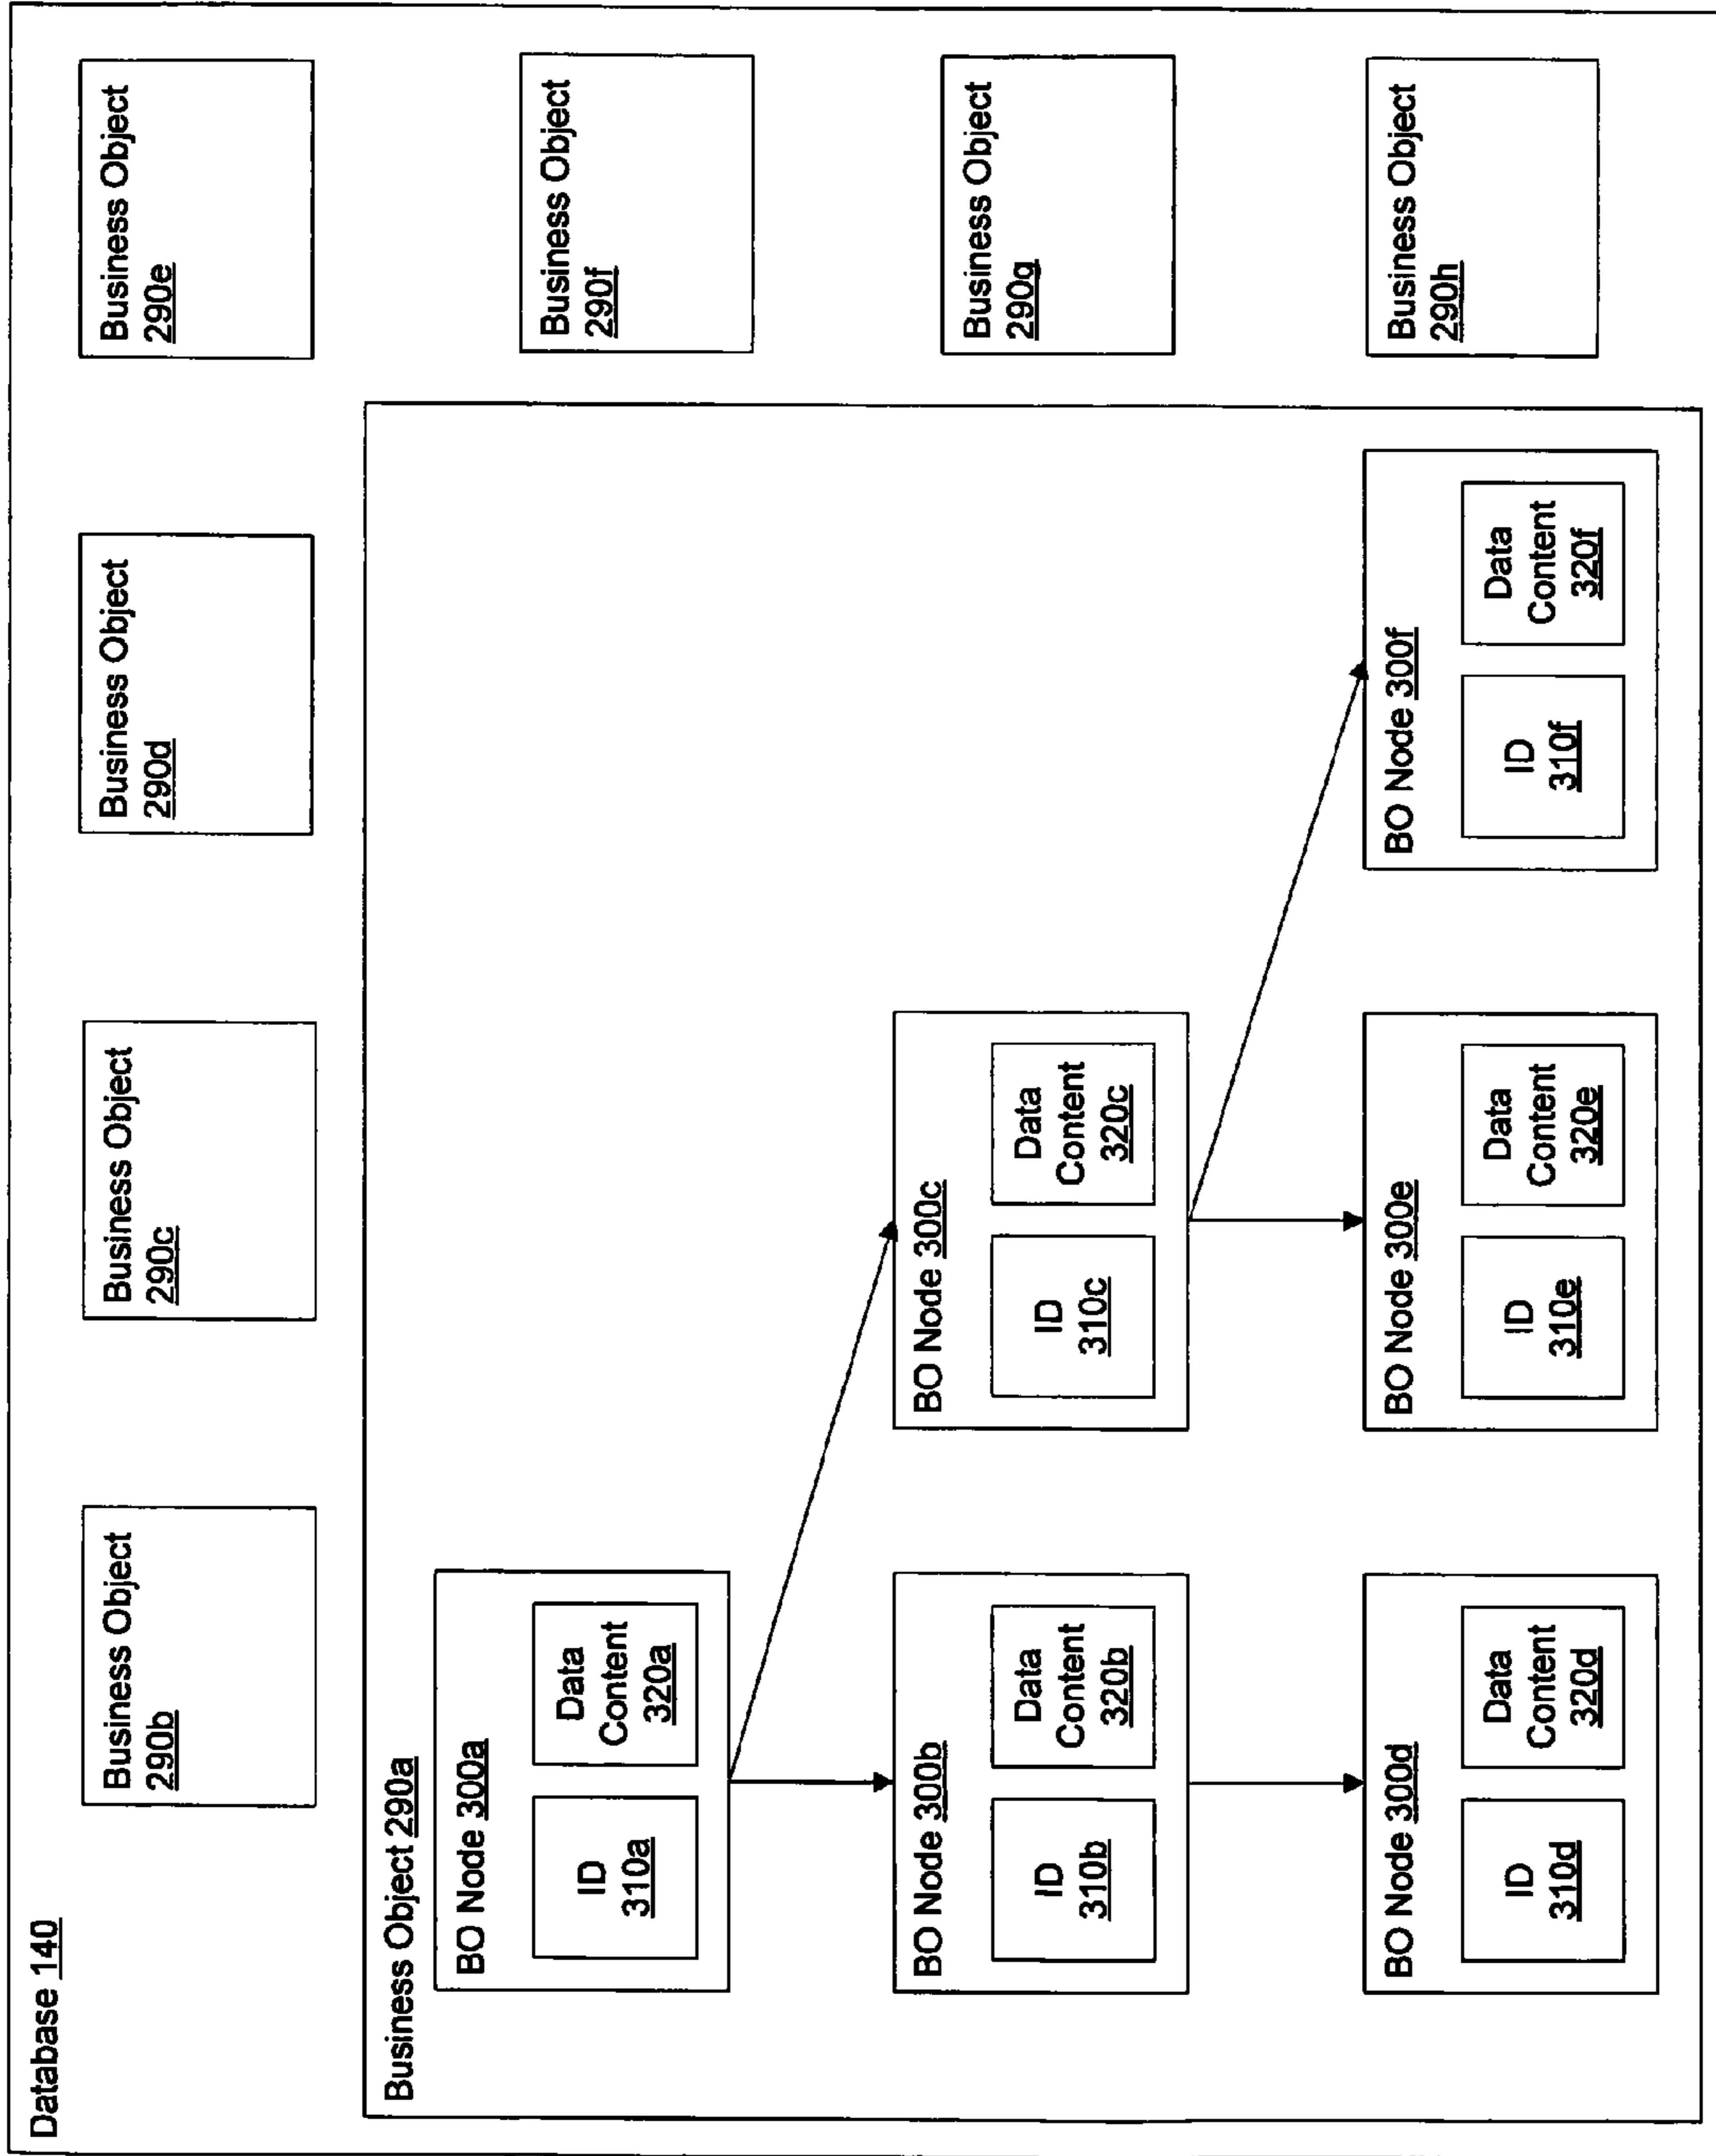 Database 140
Business Object
290b
Business Object
290c
Business Object
290d
Business Object
290e
Business Object
290f
Business Object
290g
Business Object
290h
Business Object 290a
BO Node 300a
ID
310a
Data
Content
320a
BO Node 300b
ID
310b
Data
Content
320b
BO Node 300c
ID
310c
Data
Content
320c
BO Node 300d
ID
310d
Data
Content
320d
BO Node 300e
ID
310e
Data
Content
320e
BO Node 300f
ID
310f
Data
Content
320f